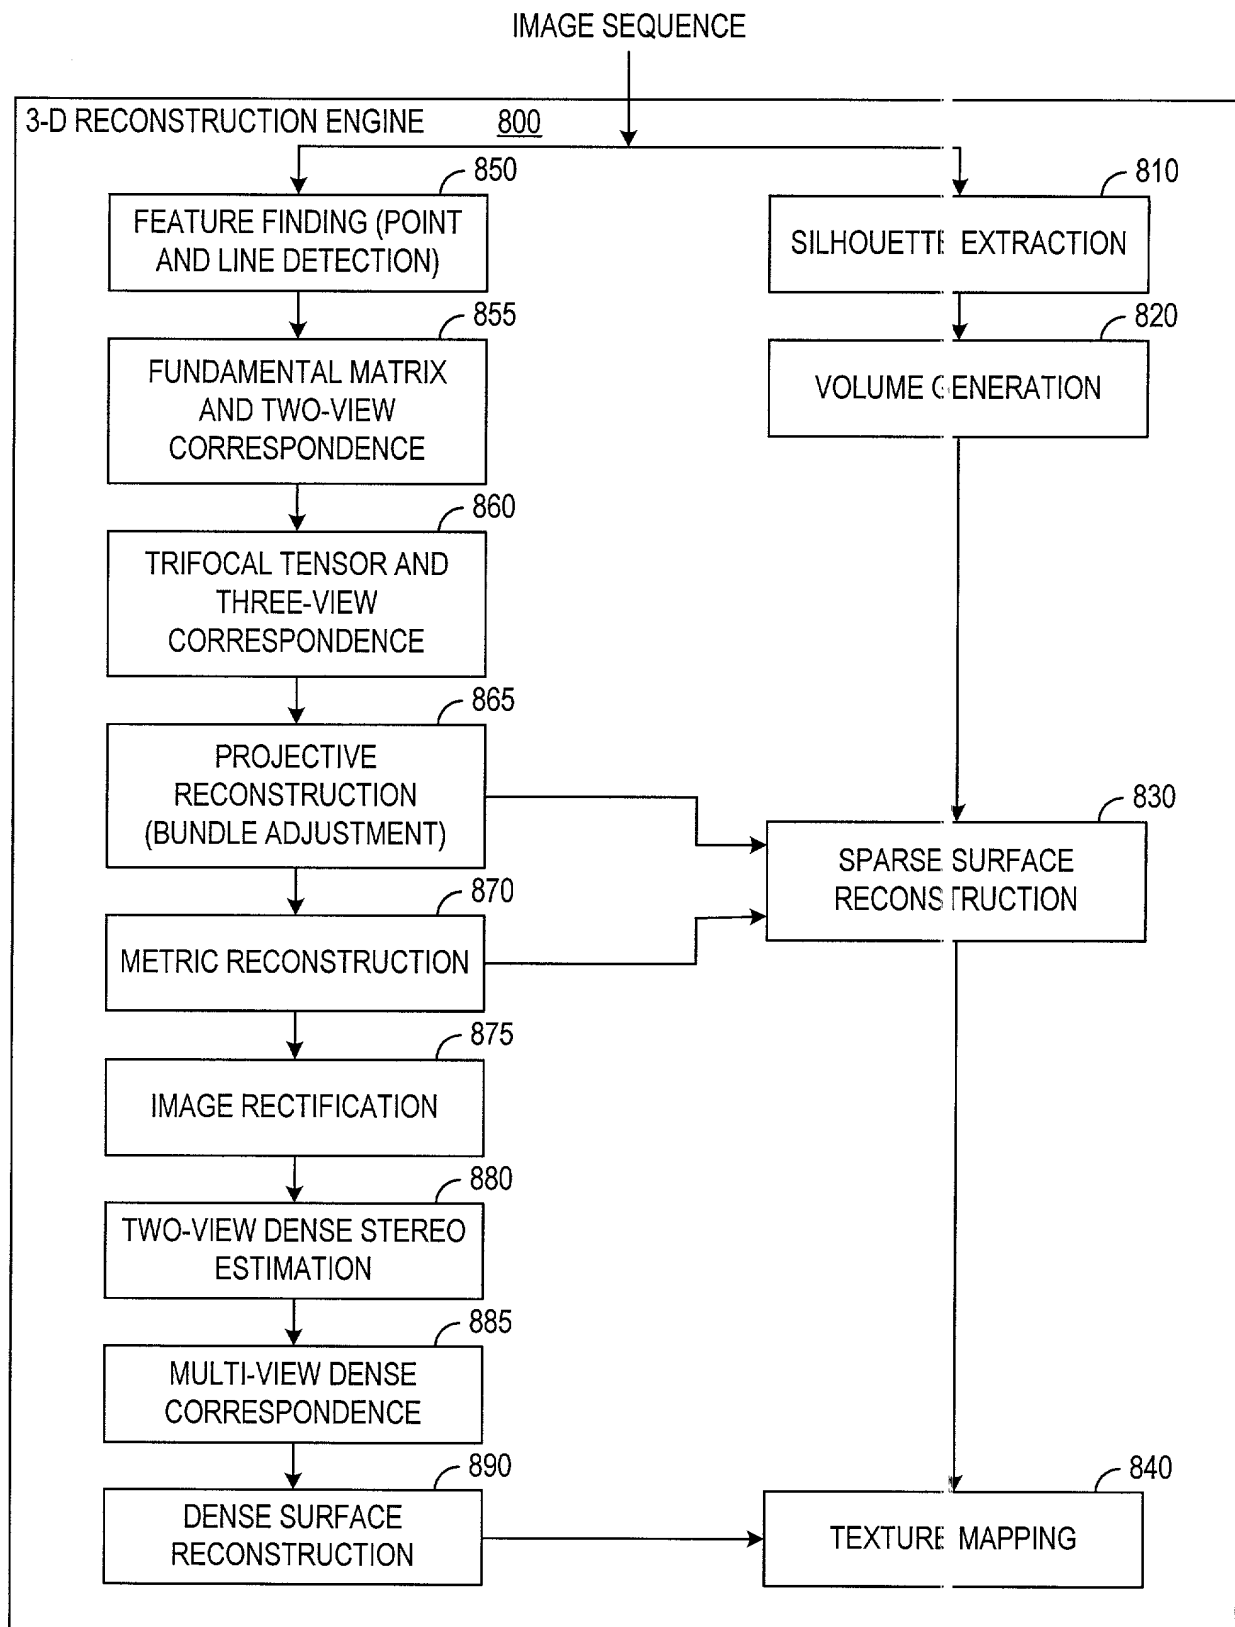 IMAGE SEQUENCE
3-D RECONSTRUCTION ENGINE 800
850
FEATURE FINDING (POINT
AND LINE DETECTION)
855
FUNDAMENTAL MATRIX
AND TWO-VIEW
CORRESPONDENCE
860
TRIFOCAL TENSOR AND
THREE-VIEW
CORRESPONDENCE
865
PROJECTIVE
RECONSTRUCTION
(BUNDLE ADJUSTMENT)
870
METRIC RECONSTRUCTION
875
IMAGE RECTIFICATION
880
TWO-VIEW DENSE STEREO
ESTIMATION
885
MULTI-VIEW DENSE
CORRESPONDENCE
890
DENSE SURFACE
RECONSTRUCTION
810
SILHOUETTE EXTRACTION
820
VOLUME GENERATION
830
SPARSE SURFACE
RECONSTRUCTION
840
TEXTURE MAPPING